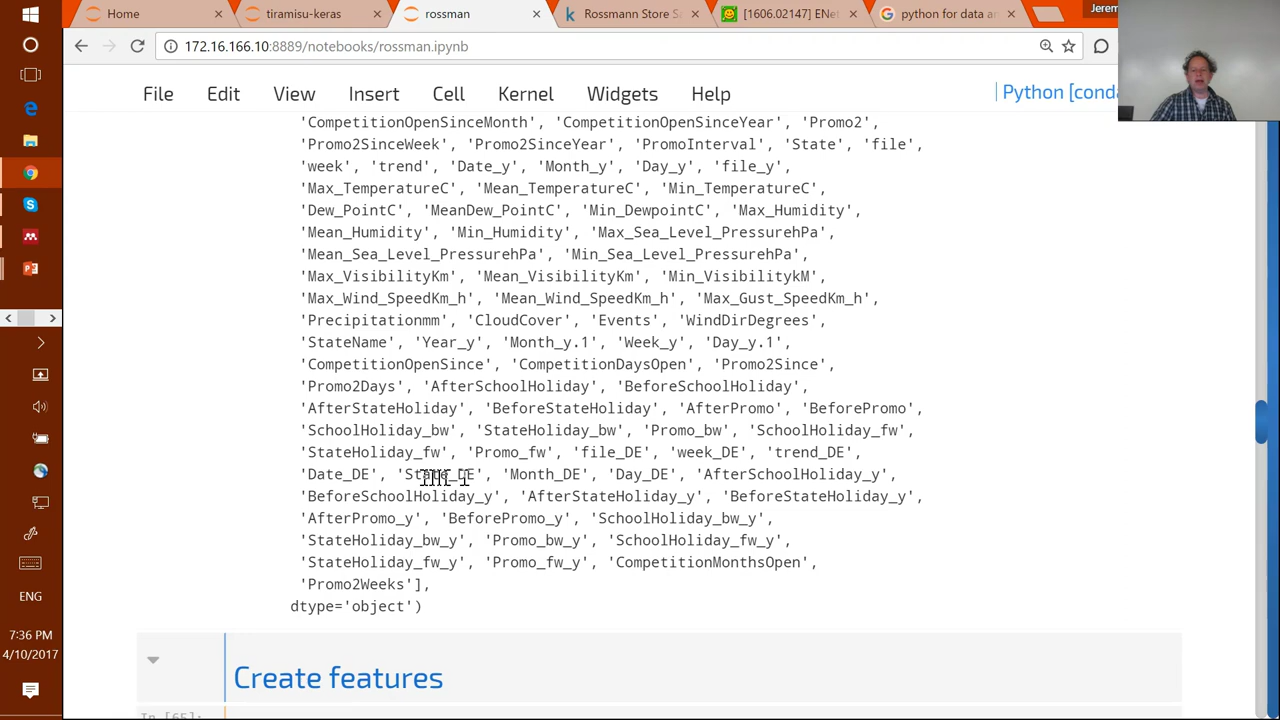 Home
tiramisu-keras
rossman
Rossmann Store S
[1606.02147] ENe
python for data an
Jerem
172.16.166.10:8889/notebooks/rossman.ipynb
File Edit View Insert Cell Kernel Widgets Help
Python [conda
'CompetitionOpenSinceMonth', 'CompetitionOpenSinceYear', 'Promo2',
'Promo2SinceWeek', 'Promo2SinceYear', 'PromoInterval', 'State', 'file',
'week', 'trend', 'Date_y', 'Month_y', 'Day_y', 'file_y',
'Max_TemperatureC', 'Mean_TemperatureC', 'Min_TemperatureC',
'Dew_PointC', 'MeanDew_PointC', 'Min_DewpointC', 'Max_Humidity',
'Mean_Humidity', 'Min_Humidity', 'Max_Sea_Level_PressurehPa',
'Mean_Sea_Level_PressurehPa', 'Min_Sea_Level_PressurehPa',
'Max_VisibilityKm', 'Mean_VisibilityKm', 'Min_VisibilitykM',
'Max_Wind_SpeedKm_h', 'Mean_Wind_SpeedKm_h', 'Max_Gust_SpeedKm_h',
'Precipitationmm', 'CloudCover', 'Events', 'WindDirDegrees',
'StateName', 'Year_y', 'Month_y.1', 'Week_y', 'Day_y.1',
'CompetitionOpenSince', 'CompetitionDaysOpen', 'Promo2Since',
'Promo2Days', 'AfterSchoolHoliday', 'BeforeSchoolHoliday',
'AfterStateHoliday', 'BeforeStateHoliday', 'AfterPromo', 'BeforePromo',
'SchoolHoliday_bw', 'StateHoliday_bw', 'Promo_bw', 'SchoolHoliday_fw',
'StateHoliday_fw', 'Promo_fw', 'file_DE', 'week_DE', 'trend_DE',
'Date_DE', 'State_DE', 'Month_DE', 'Day_DE', 'AfterSchoolHoliday_y',
'BeforeSchoolHoliday_y', 'AfterStateHoliday_y', 'BeforeStateHoliday_y',
'AfterPromo_y', 'BeforePromo_y', 'SchoolHoliday_bw_y',
'StateHoliday_bw_y', 'Promo_bw_y', 'SchoolHoliday_fw_y',
'StateHoliday_fw_y', 'Promo_fw_y', 'CompetitionMonthsOpen',
'Promo2Weeks'],
dtype='object')
Create features
In [65]:
ENG
7:36 PM
4/10/2017